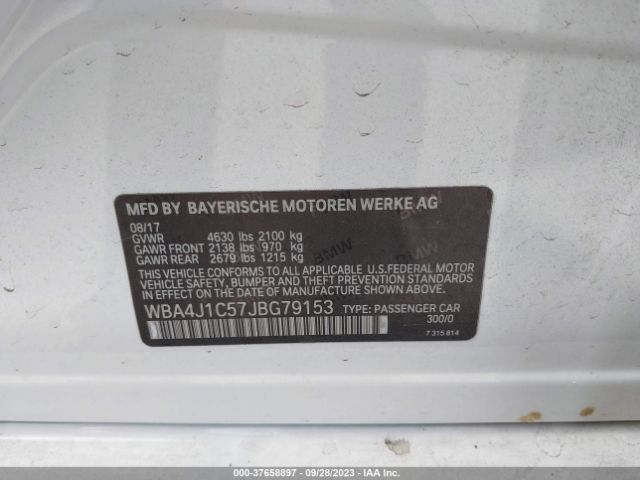 MFD BY BAYERISCHE MOTOREN WERKE AG
08/17
GVWR 4630 lbs 2100 kg
GAWR FRONT 2138 lbs 970 kg
GAWR REAR 2679 lbs 1215 kg
THIS VEHICLE CONFORMS TO ALL APPLICABLE U.S.FEDERAL MOTOR
VEHICLE SAFETY, BUMPER AND THEFT PREVENTION STANDARDS
IN EFFECT ON THE DATE OF MANUFACTURE SHOWN ABOVE.
WBA4J1C57JBG79153 TYPE: PASSENGER CAR
300/0
7 315 814
BMW
BMW
BMW
37658897 - 09/28/2023 - IAA Inc.